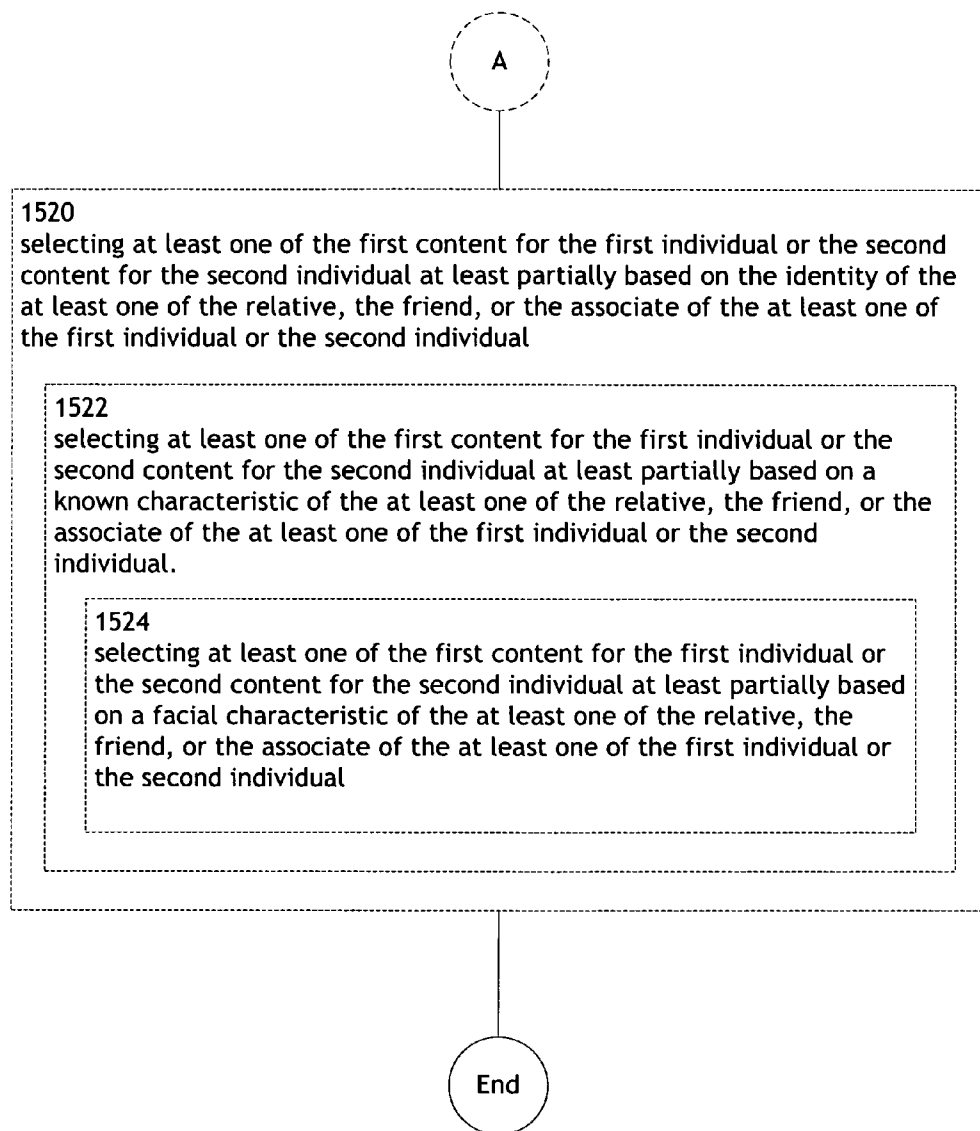 A
1520
selecting at least one of the first content for the first individual or the second
content for the second individual at least partially based on the identity of the
at least one of the relative, the friend, or the associate of the at least one of
the first individual or the second individual
1522
selecting at least one of the first content for the first individual or the
second content for the second individual at least partially based on a
known characteristic of the at least one of the relative, the friend, or the
associate of the at least one of the first individual or the second
individual.
1524
selecting at least one of the first content for the first individual or
the second content for the second individual at least partially based
on a facial characteristic of the at least one of the relative, the
friend, or the associate of the at least one of the first individual or
the second individual
End